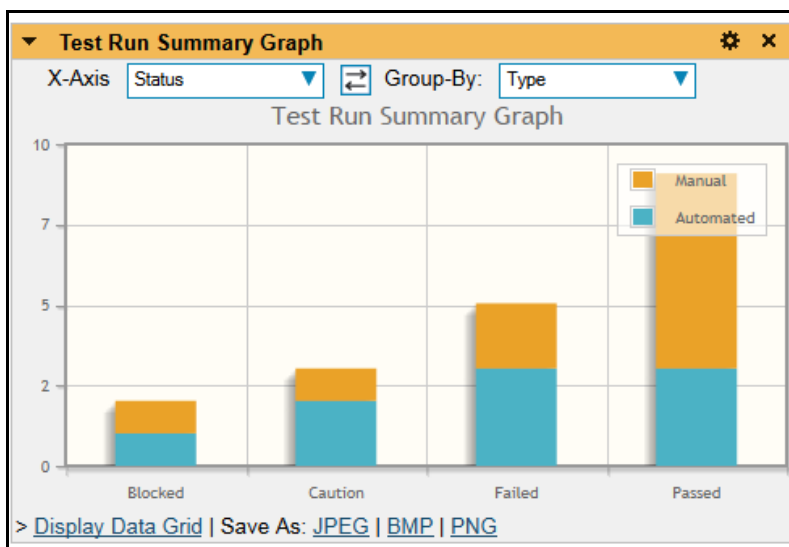 Test Run Summary Graph
X-Axis Status Group-By: Type
Test Run Summary Graph
10
7
5
2
0
Manual
Automated
Blocked Caution Failed Passed
> Display Data Grid | Save As: JPEG | BMP | PNG